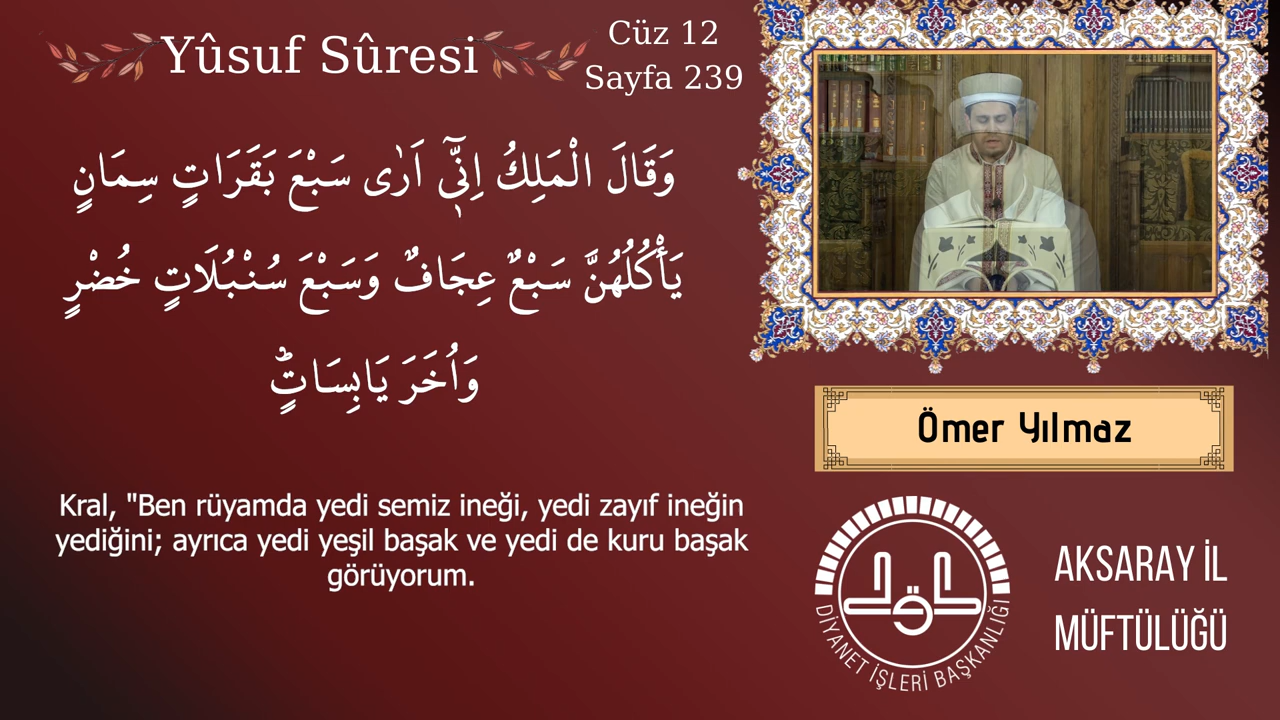 Yûsuf Sûresi
Cüz 12
Sayfa 239
وَقَالَ الْمَلِكُ اِنّ۪ٓي اَرٰى سَبْعَ بَقَرَاتٍ سِمَانٍ
يَأْكُلُهُنَّ سَبْعٌ عِجَافٌ وَسَبْعَ سُنْبُلَاتٍ خُضْرٍ
وَاُخَرَ يَابِسَاتٍۜ
Kral, "Ben rüyamda yedi semiz ineği, yedi zayıf ineğin
yediğini; ayrıca yedi yeşil başak ve yedi de kuru başak
görüyorum.
Ömer Yılmaz
DİYANET İŞLERİ BAŞKANLIĞI
AKSARAY İL
MÜFTÜLÜĞÜ